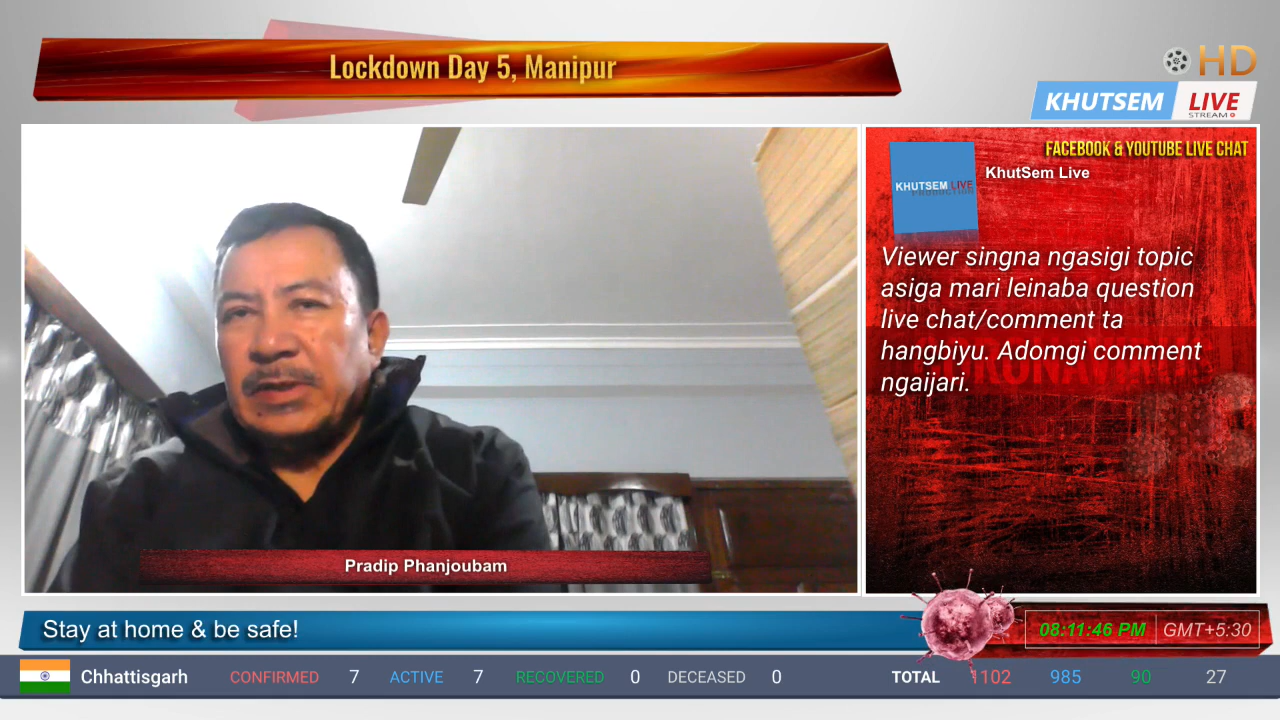 Lockdown Day 5, Manipur
HD
KHUTSEM LIVE
STREAM
FACEBOOK & YOUTUBE LIVE CHAT
KHUTSEM LIVE
PRODUCTION
KhutSem Live
Viewer singna ngasigi topic
asiga mari leinaba question
live chat/comment ta
hangbiyu. Adomgi comment
ngaijari.
Pradip Phanjoubam
Stay at home & be safe!
08:11:46 PM GMT+5:30
Chhattisgarh CONFIRMED 7 ACTIVE 7 RECOVERED 0 DECEASED 0 TOTAL 1102 985 90 27